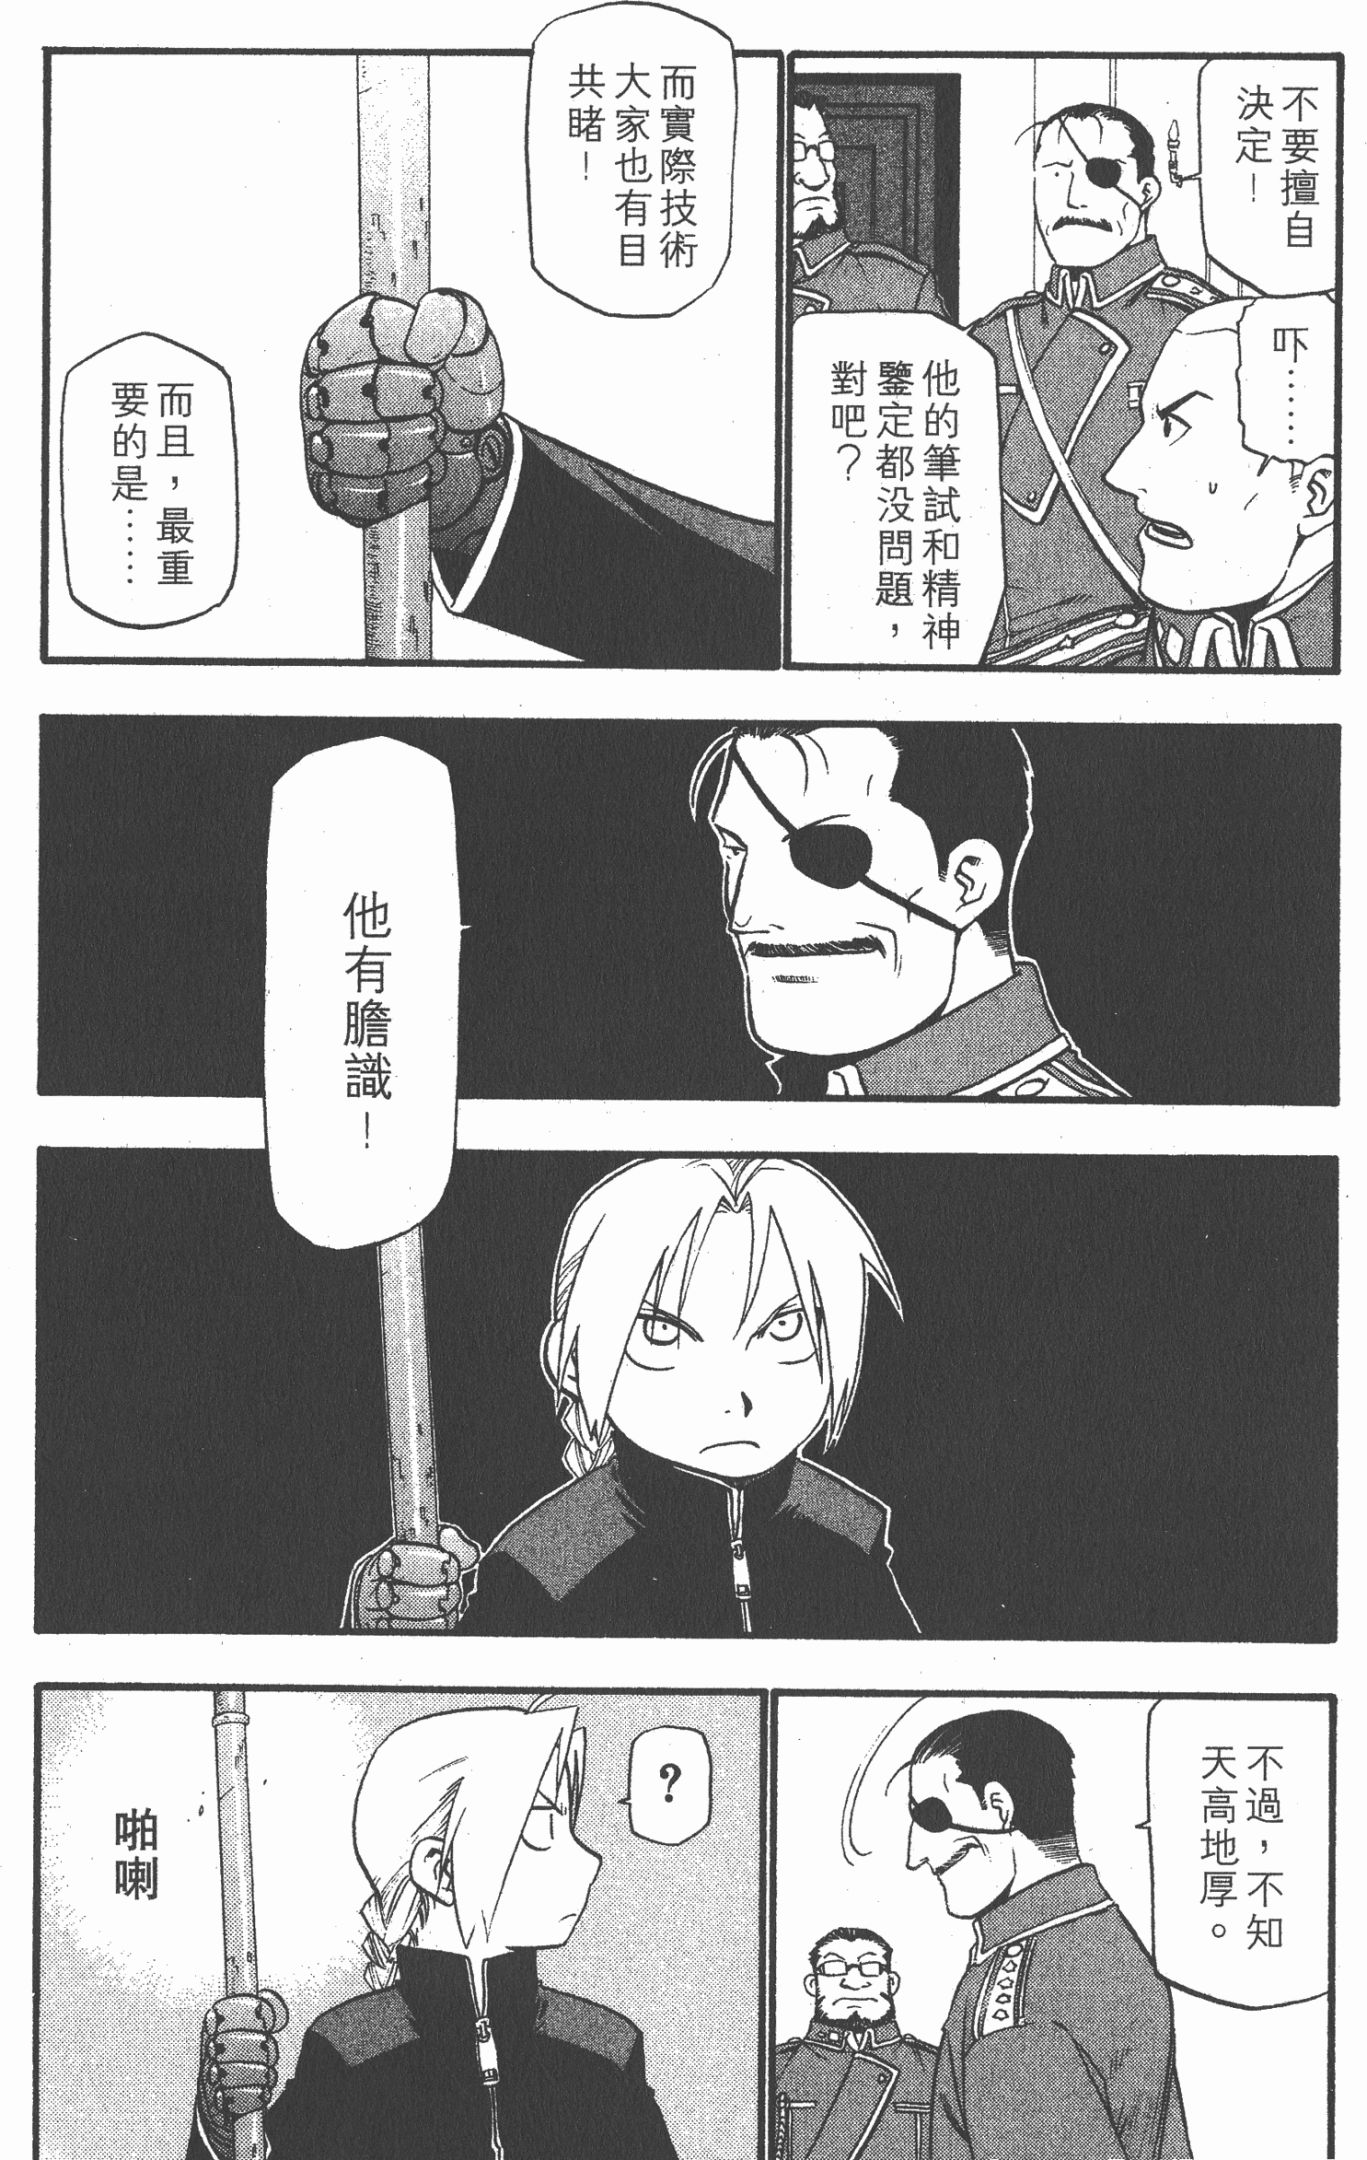 不要擅自
決定！
吓……
他的筆試和精神
鑒定都没問題，
對吧？
而實際技術
大家也有目
共睹！
而且，最重
要的是……
他有膽識！
不過，不知
天高地厚。
？
啪喇